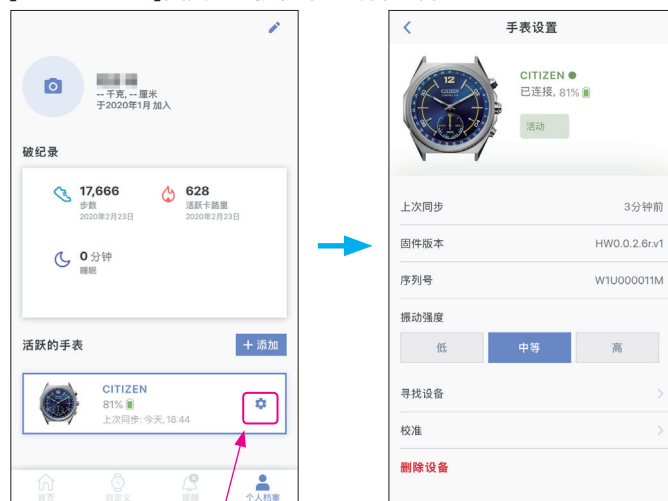 -- 千克, -- 厘米
于2020年1月 加入
破纪录
17,666
步数
2020年2月23日
628
活跃卡路里
2020年2月23日
0 分钟
睡眠
活跃的手表
+ 添加
CITIZEN
81%
上次同步: 今天, 18:44
首页
自定义
提醒
个人档案
手表设置
CITIZEN
已连接, 81%
活动
上次同步
3分钟前
固件版本
HW0.0.2.6r.v1
序列号
W1U000011M
振动强度
低
中等
高
寻找设备
校准
删除设备